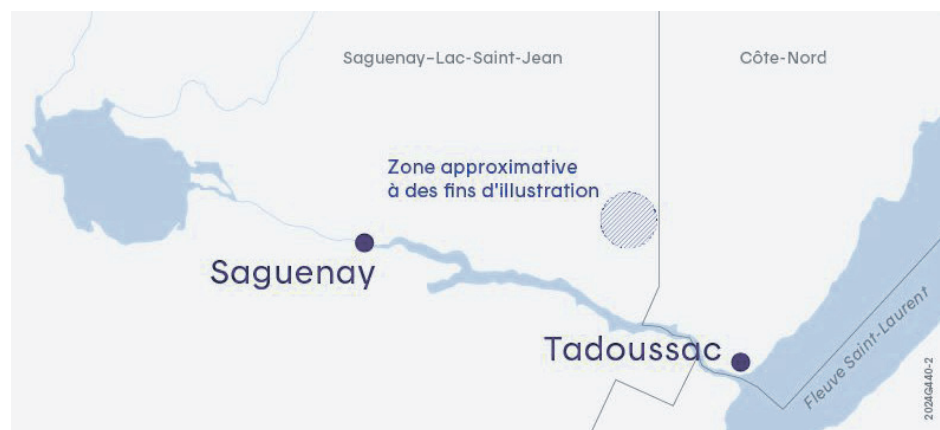 Saguenay–Lac-Saint-Jean
Côte-Nord
Zone approximative
à des fins d'illustration
Saguenay
Tadoussac
Fleuve Saint-Laurent
2024G440-2